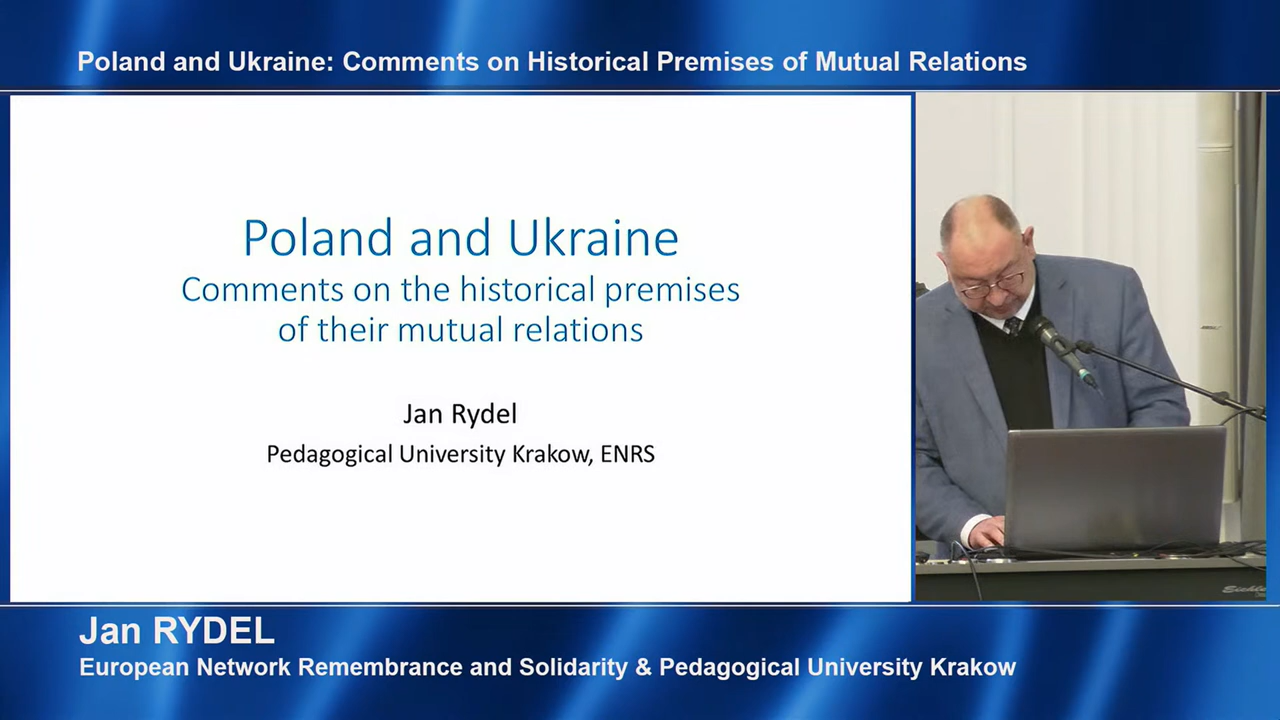 Poland and Ukraine: Comments on Historical Premises of Mutual Relations
Poland and Ukraine
Comments on the historical premises
of their mutual relations
Jan Rydel
Pedagogical University Krakow, ENRS
Jan RYDEL
European Network Remembrance and Solidarity & Pedagogical University Krakow